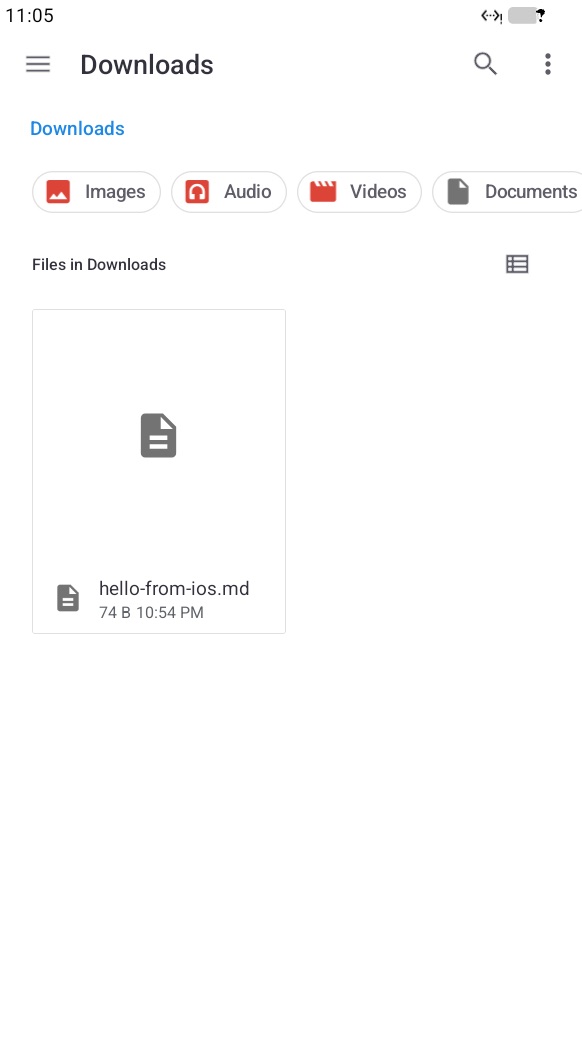 11:05
Downloads
Downloads
Images
Audio
Videos
Documents
Files in Downloads
hello-from-ios.md
74 B 10:54 PM